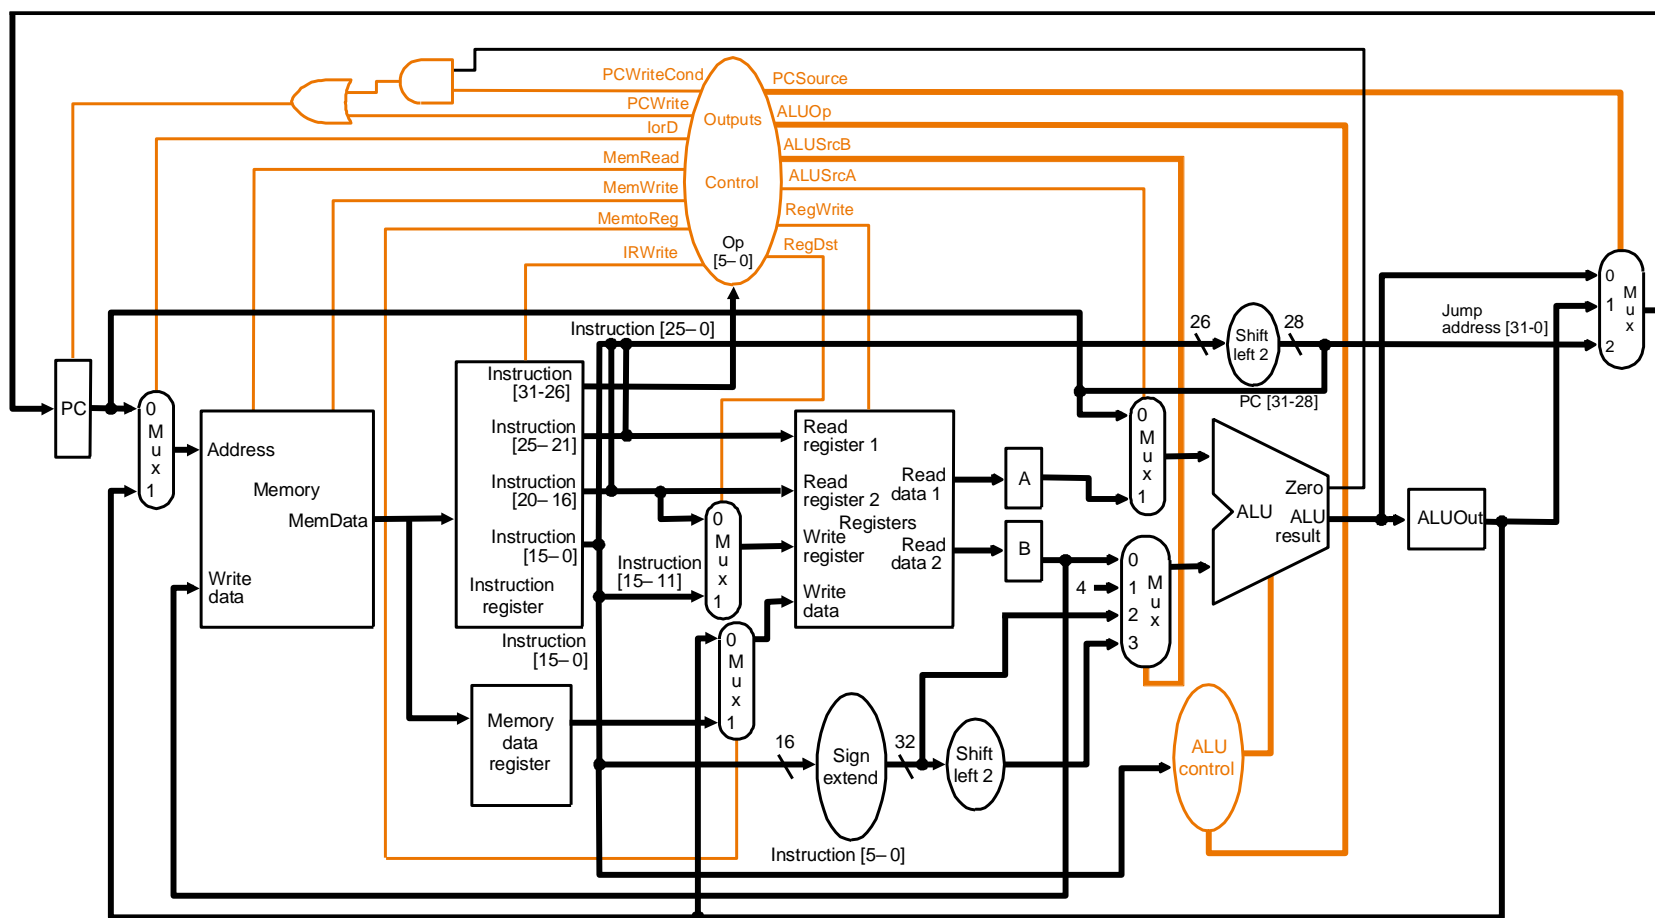 PCWriteCond
PCWrite
IorD
MemRead
MemWrite
MemtoReg
IRWrite
Outputs
Control
Op
[5–0]
PCSource
ALUOp
ALUSrcB
ALUSrcA
RegWrite
RegDst
Instruction [25–0]
26
Shift
left 2
28
Jump
address [31-0]
PC [31-28]
0
1
2
M
u
x
PC
0
M
u
x
1
Address
Memory
MemData
Write
data
Instruction
[31-26]
Instruction
[25–21]
Instruction
[20–16]
Instruction
[15–0]
Instruction
register
Instruction
[15–0]
Instruction
[15–11]
0
M
u
x
1
0
M
u
x
1
Memory
data
register
Read
register 1
Read
register 2
Registers
Write
register
Write
data
Read
data 1
Read
data 2
A
B
4
0
M
u
x
1
0
1
2
3
M
u
x
Zero
ALU
ALU
result
ALUOut
16
Sign
extend
32
Shift
left 2
ALU
control
Instruction [5–0]